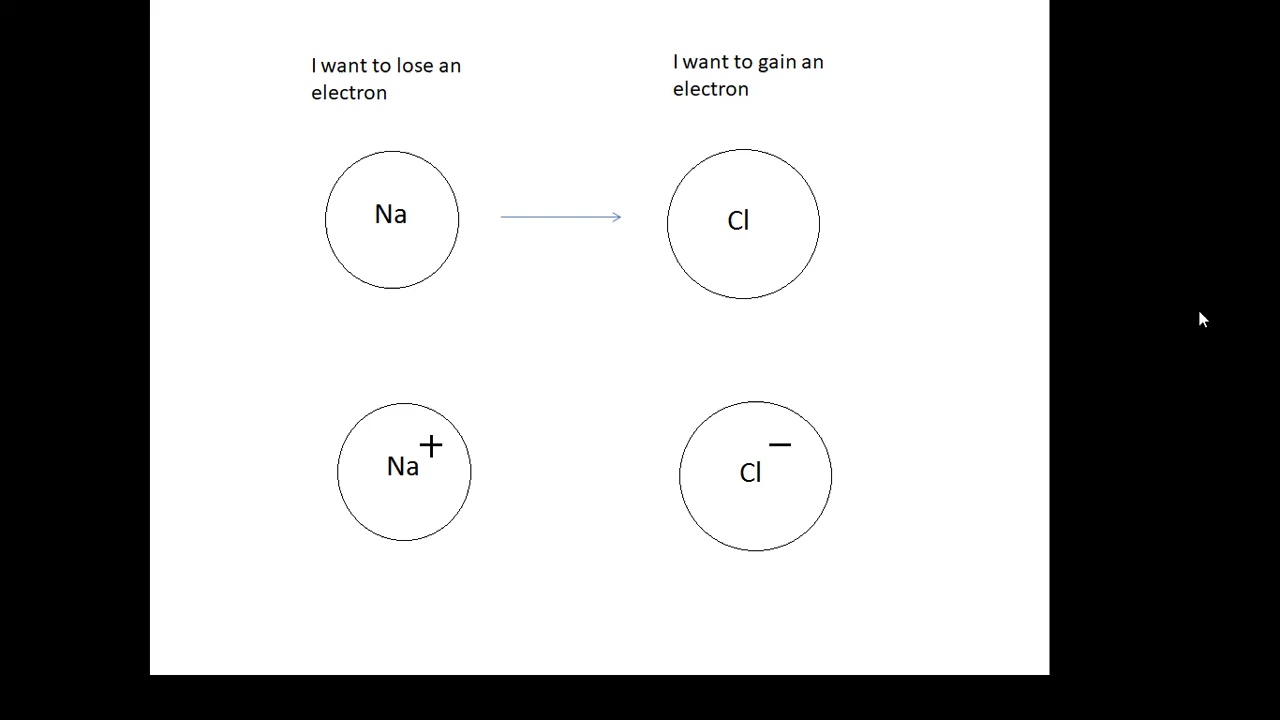 I want to lose an
electron
I want to gain an
electron
Na
Cl
Na+
Cl−